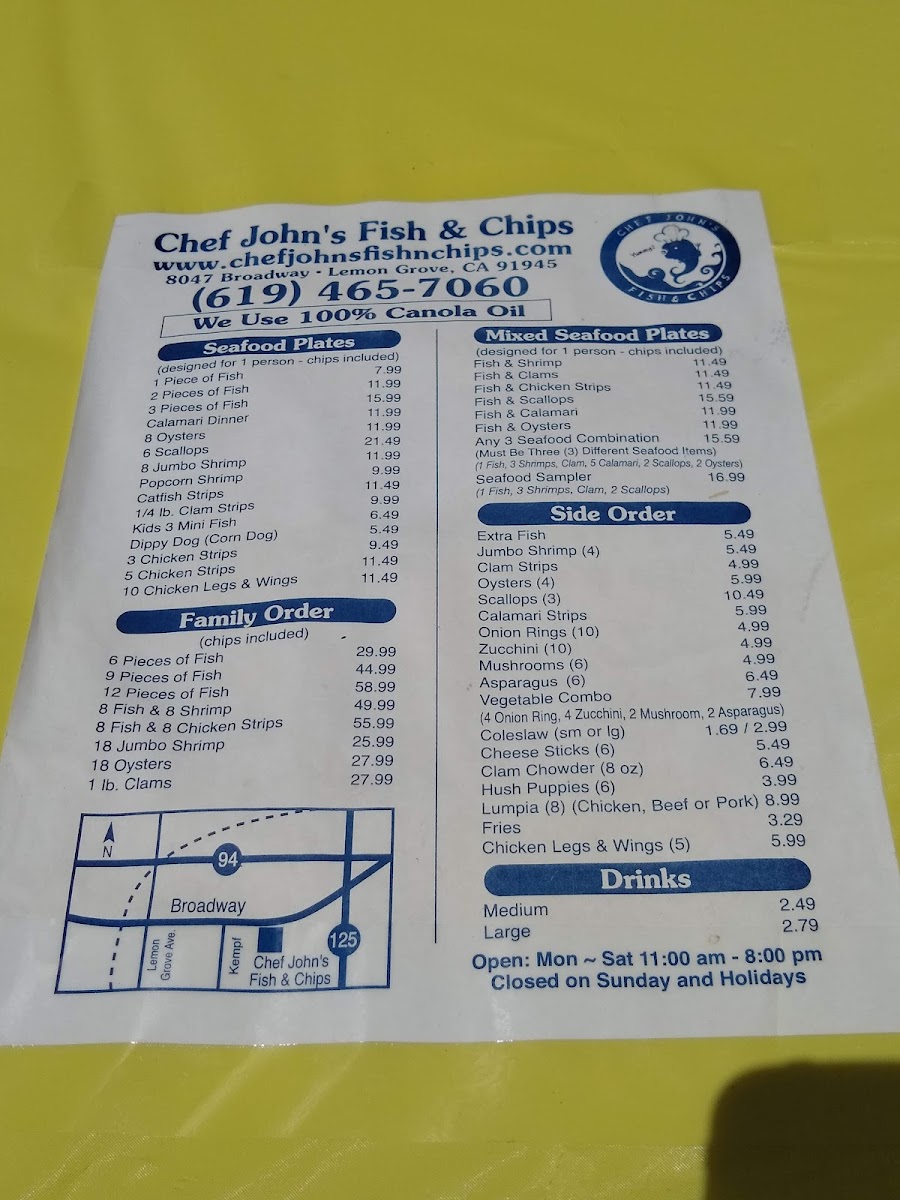 Chef John's Fish & Chips
www.chefjohnsfishnchips.com
8047 Broadway • Lemon Grove, CA 91945
(619) 465-7060
We Use 100% Canola Oil
CHEF JOHN'S
Yummy!
FISH & CHIPS
Seafood Plates
(designed for 1 person - chips included)
1 Piece of Fish 7.99
2 Pieces of Fish 11.99
3 Pieces of Fish 15.99
Calamari Dinner 11.99
8 Oysters 11.99
6 Scallops 21.49
8 Jumbo Shrimp 11.99
Popcorn Shrimp 9.99
Catfish Strips 11.49
1/4 lb. Clam Strips 9.99
Kids 3 Mini Fish 6.49
Dippy Dog (Corn Dog) 5.49
3 Chicken Strips 9.49
5 Chicken Strips 11.49
10 Chicken Legs & Wings 11.49
Family Order
(chips included)
6 Pieces of Fish 29.99
9 Pieces of Fish 44.99
12 Pieces of Fish 58.99
8 Fish & 8 Shrimp 49.99
8 Fish & 8 Chicken Strips 55.99
18 Jumbo Shrimp 25.99
18 Oysters 27.99
1 lb. Clams 27.99
N
94
Broadway
Lemon
Grove Ave.
Kempf
Chef John's
Fish & Chips
125
Mixed Seafood Plates
(designed for 1 person - chips included)
Fish & Shrimp 11.49
Fish & Clams 11.49
Fish & Chicken Strips 11.49
Fish & Scallops 15.59
Fish & Calamari 11.99
Fish & Oysters 11.99
Any 3 Seafood Combination 15.59
(Must Be Three (3) Different Seafood Items)
(1 Fish, 3 Shrimps, Clam, 5 Calamari, 2 Scallops, 2 Oysters)
Seafood Sampler 16.99
(1 Fish, 3 Shrimps, Clam, 2 Scallops)
Side Order
Extra Fish 5.49
Jumbo Shrimp (4) 5.49
Clam Strips 4.99
Oysters (4) 5.99
Scallops (3) 10.49
Calamari Strips 5.99
Onion Rings (10) 4.99
Zucchini (10) 4.99
Mushrooms (6) 4.99
Asparagus (6) 6.49
Vegetable Combo 7.99
(4 Onion Ring, 4 Zucchini, 2 Mushroom, 2 Asparagus)
Coleslaw (sm or lg) 1.69 / 2.99
Cheese Sticks (6) 5.49
Clam Chowder (8 oz) 6.49
Hush Puppies (6) 3.99
Lumpia (8) (Chicken, Beef or Pork) 8.99
Fries 3.29
Chicken Legs & Wings (5) 5.99
Drinks
Medium 2.49
Large 2.79
Open: Mon ~ Sat 11:00 am - 8:00 pm
Closed on Sunday and Holidays